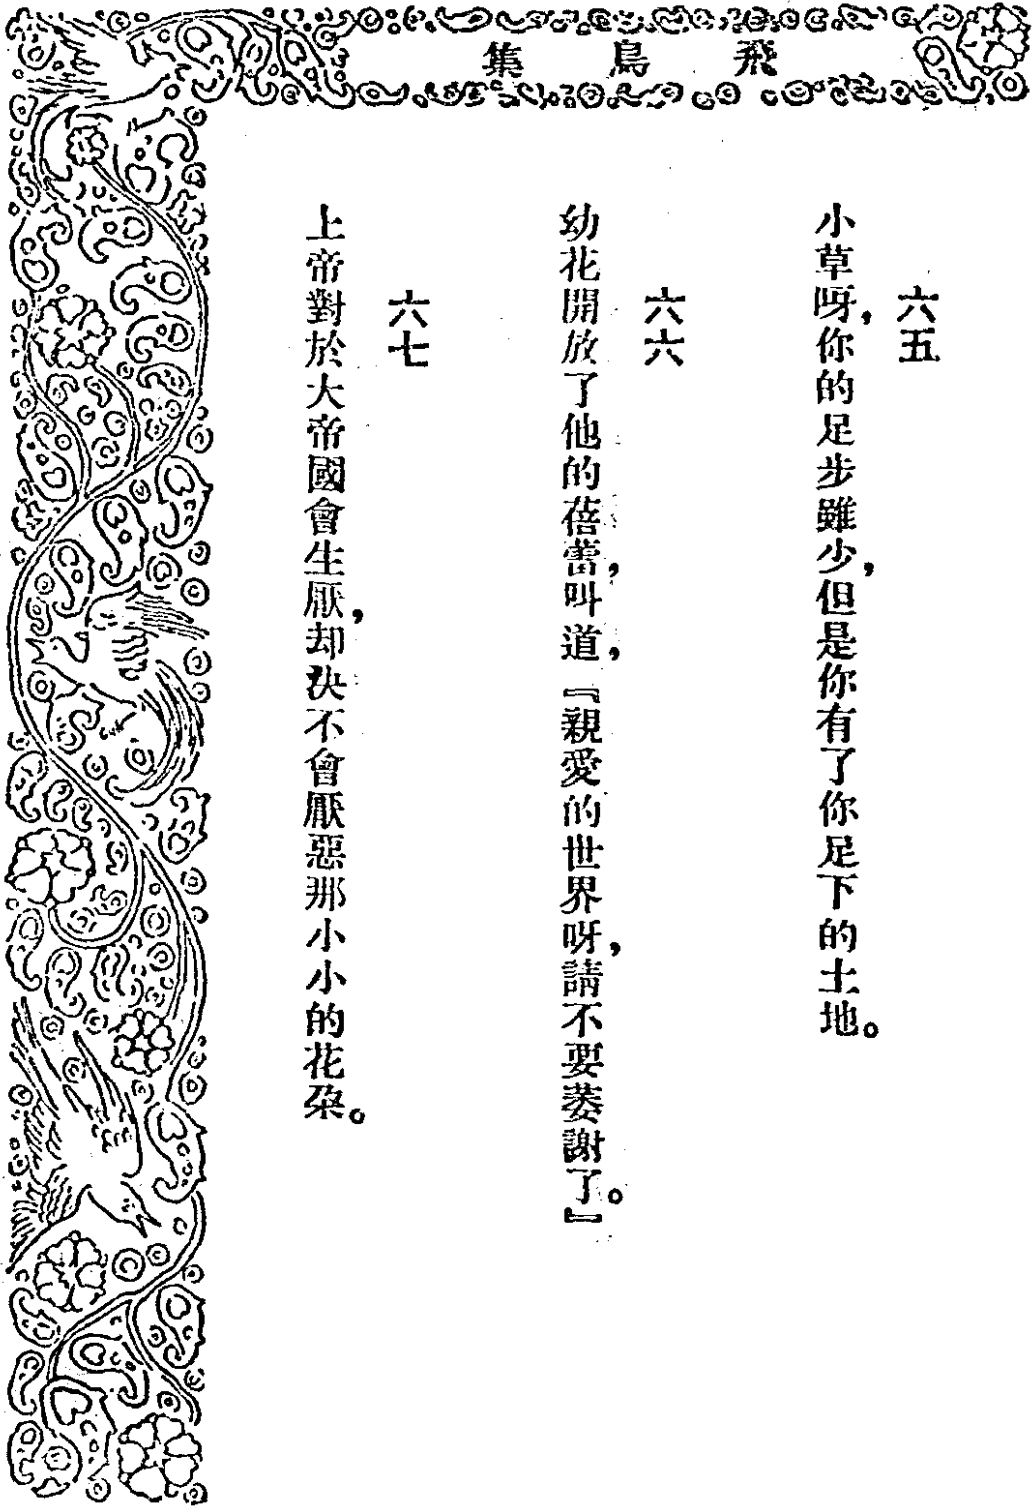 飛鳥集
六五
小草呀，你的足步雖少，但是你有了你足下的土地。
六六
幼花開放了他的蓓蕾，叫道，『親愛的世界呀，請不要萎謝了。』
六七
上帝對於大帝國會生厭，却決不會厭惡那小小的花朶。